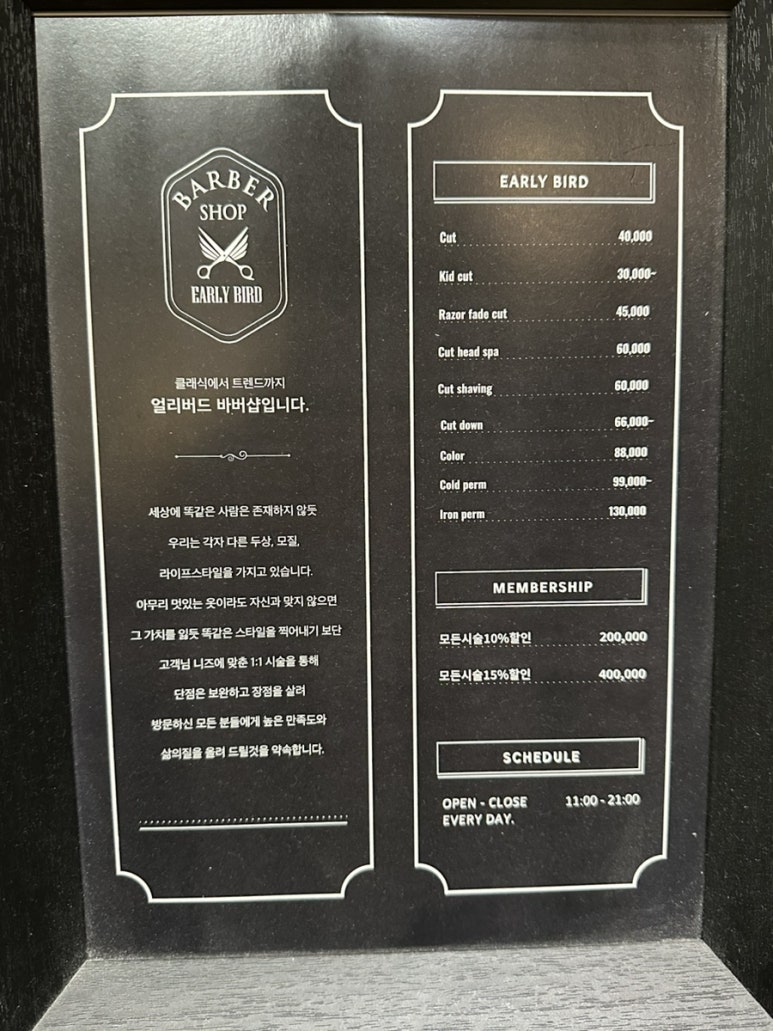 BARBER
SHOP
EARLY BIRD
클래식에서 트렌드까지
얼리버드 바버샵입니다.
세상에 똑같은 사람은 존재하지 않듯
우리는 각자 다른 두상, 모질,
라이프스타일을 가지고 있습니다.
아무리 멋있는 옷이라도 자신과 맞지 않으면
그 가치를 잃듯 똑같은 스타일을 찍어내기 보단
고객님 니즈에 맞춘 1:1 시술을 통해
단점은 보완하고 장점을 살려
방문하신 모든 분들에게 높은 만족도와
삶의질을 올려 드릴것을 약속합니다.
EARLY BIRD
Cut 40,000
Kid cut 30,000~
Razor fade cut 45,000
Cut head spa 60,000
Cut shaving 60,000
Cut down 66,000~
Color 88,000
Cold perm 99,000~
Iron perm 130,000
MEMBERSHIP
모든시술10%할인 200,000
모든시술15%할인 400,000
SCHEDULE
OPEN - CLOSE 11:00 - 21:00
EVERY DAY.